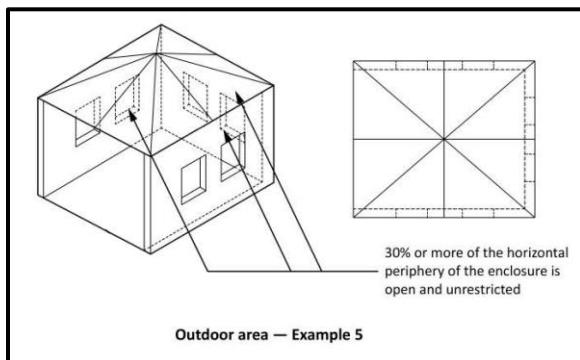 30% or more of the horizontal
periphery of the enclosure is
open and unrestricted
Outdoor area — Example 5